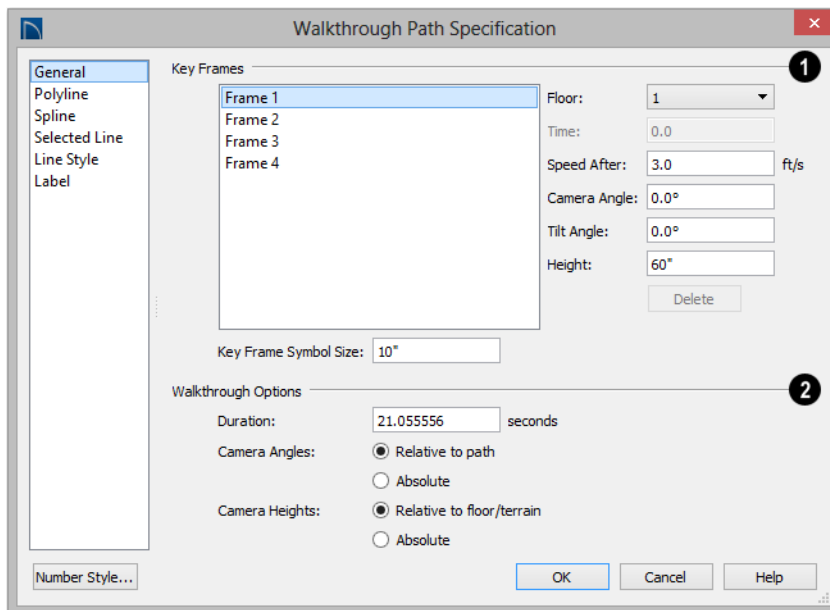 Walkthrough Path Specification
General
Polyline
Spline
Selected Line
Line Style
Label
Key Frames
1
Frame 1
Frame 2
Frame 3
Frame 4
Floor: 1
Time: 0.0
Speed After: 3.0 ft/s
Camera Angle: 0.0°
Tilt Angle: 0.0°
Height: 60"
Delete
Key Frame Symbol Size: 10"
Walkthrough Options
2
Duration: 21.055556 seconds
Camera Angles: Relative to path
Absolute
Camera Heights: Relative to floor/terrain
Absolute
Number Style...
OK
Cancel
Help